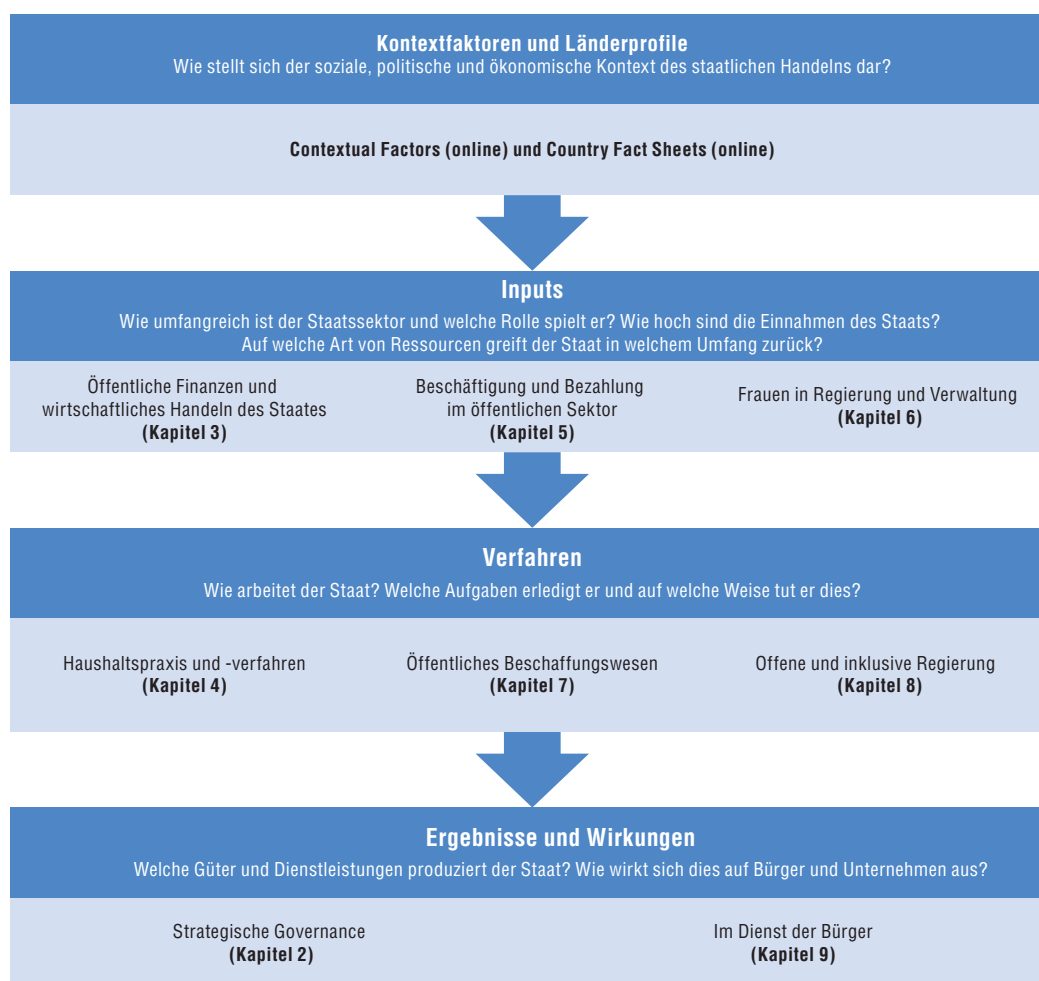 Kontextfaktoren und Länderprofile
Wie stellt sich der soziale, politische und ökonomische Kontext des staatlichen Handelns dar?
Contextual Factors (online) und Country Fact Sheets (online)
Inputs
Wie umfangreich ist der Staatssektor und welche Rolle spielt er? Wie hoch sind die Einnahmen des Staats?
Auf welche Art von Ressourcen greift der Staat in welchem Umfang zurück?
Öffentliche Finanzen und
wirtschaftliches Handeln des Staates
(Kapitel 3)
Beschäftigung und Bezahlung
im öffentlichen Sektor
(Kapitel 5)
Frauen in Regierung und Verwaltung
(Kapitel 6)
Verfahren
Wie arbeitet der Staat? Welche Aufgaben erledigt er und auf welche Weise tut er dies?
Haushaltspraxis und -verfahren
(Kapitel 4)
Öffentliches Beschaffungswesen
(Kapitel 7)
Offene und inklusive Regierung
(Kapitel 8)
Ergebnisse und Wirkungen
Welche Güter und Dienstleistungen produziert der Staat? Wie wirkt sich dies auf Bürger und Unternehmen aus?
Strategische Governance
(Kapitel 2)
Im Dienst der Bürger
(Kapitel 9)